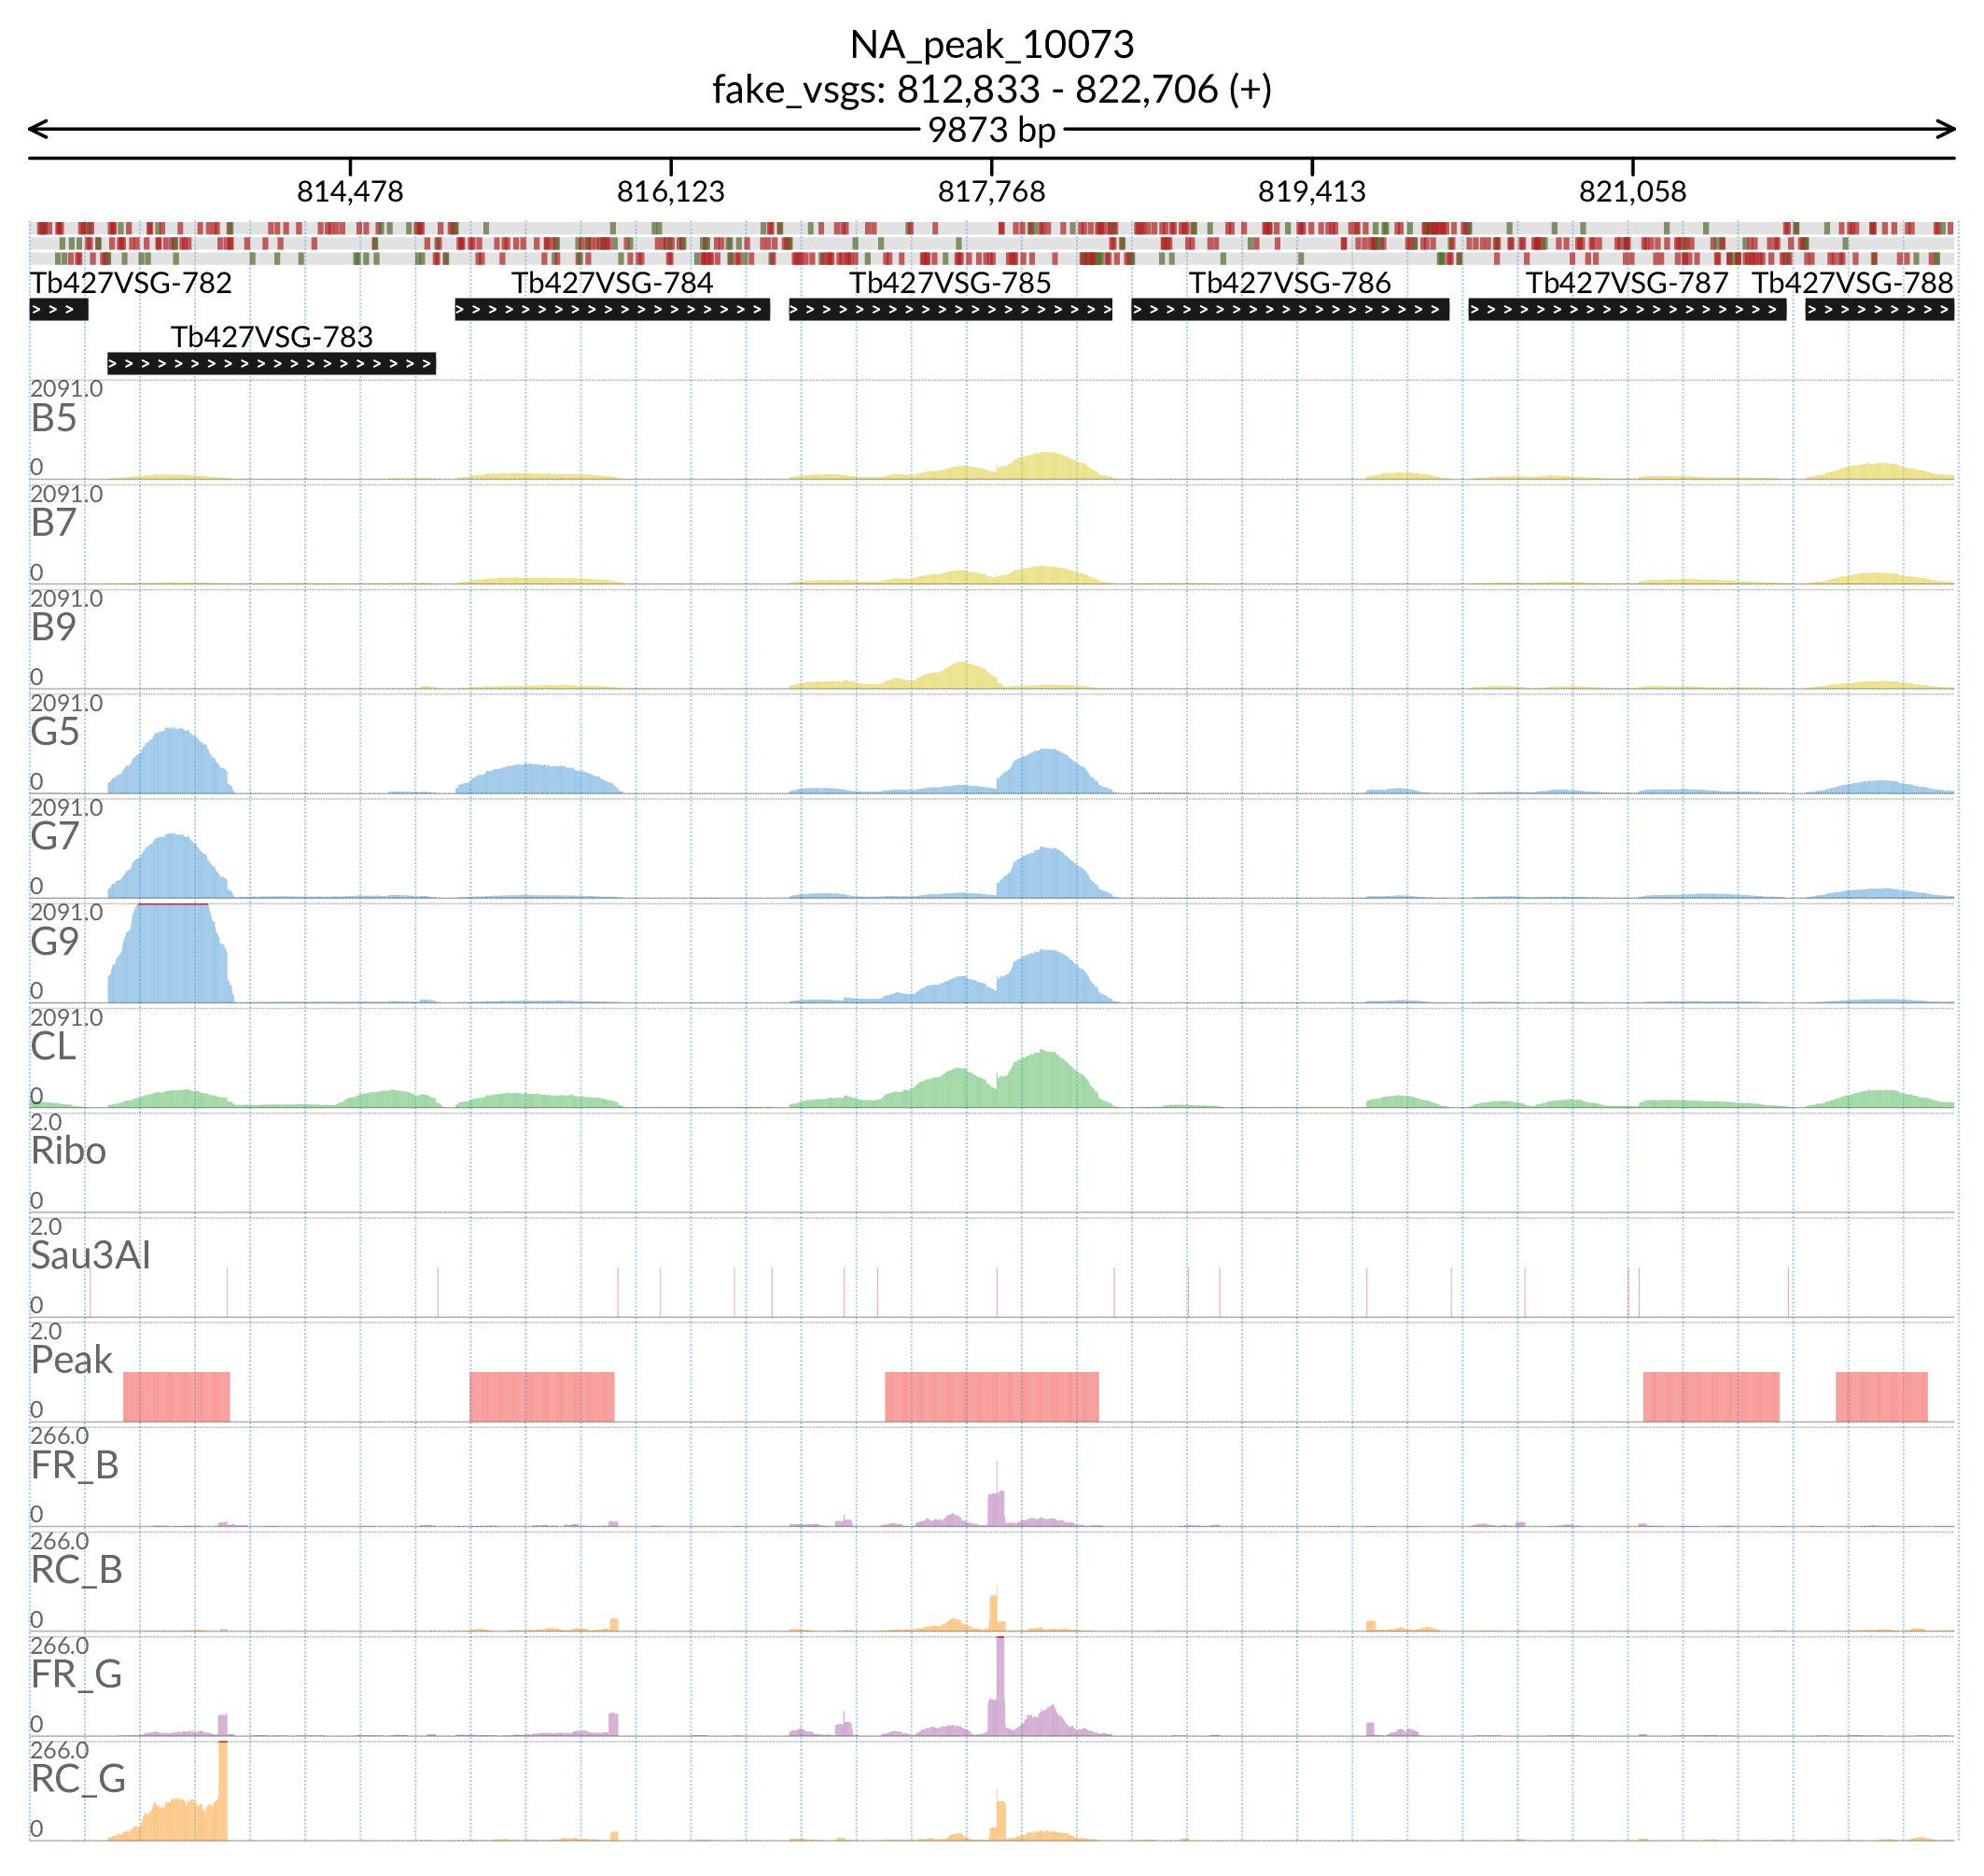 NA_peak_10073
fake_vsgs: 812,833 - 822,706 (+)
9873 bp
814,478 816,123 817,768 819,413 821,058
Tb427VSG-782 Tb427VSG-784 Tb427VSG-785 Tb427VSG-786 Tb427VSG-787 Tb427VSG-788
Tb427VSG-783
2091.0
B5
0
2091.0
B7
0
2091.0
B9
0
2091.0
G5
0
2091.0
G7
0
2091.0
G9
0
2091.0
CL
0
2.0
Ribo
0
2.0
Sau3AI
0
2.0
Peak
0
266.0
FR_B
0
266.0
RC_B
0
266.0
FR_G
0
266.0
RC_G
0